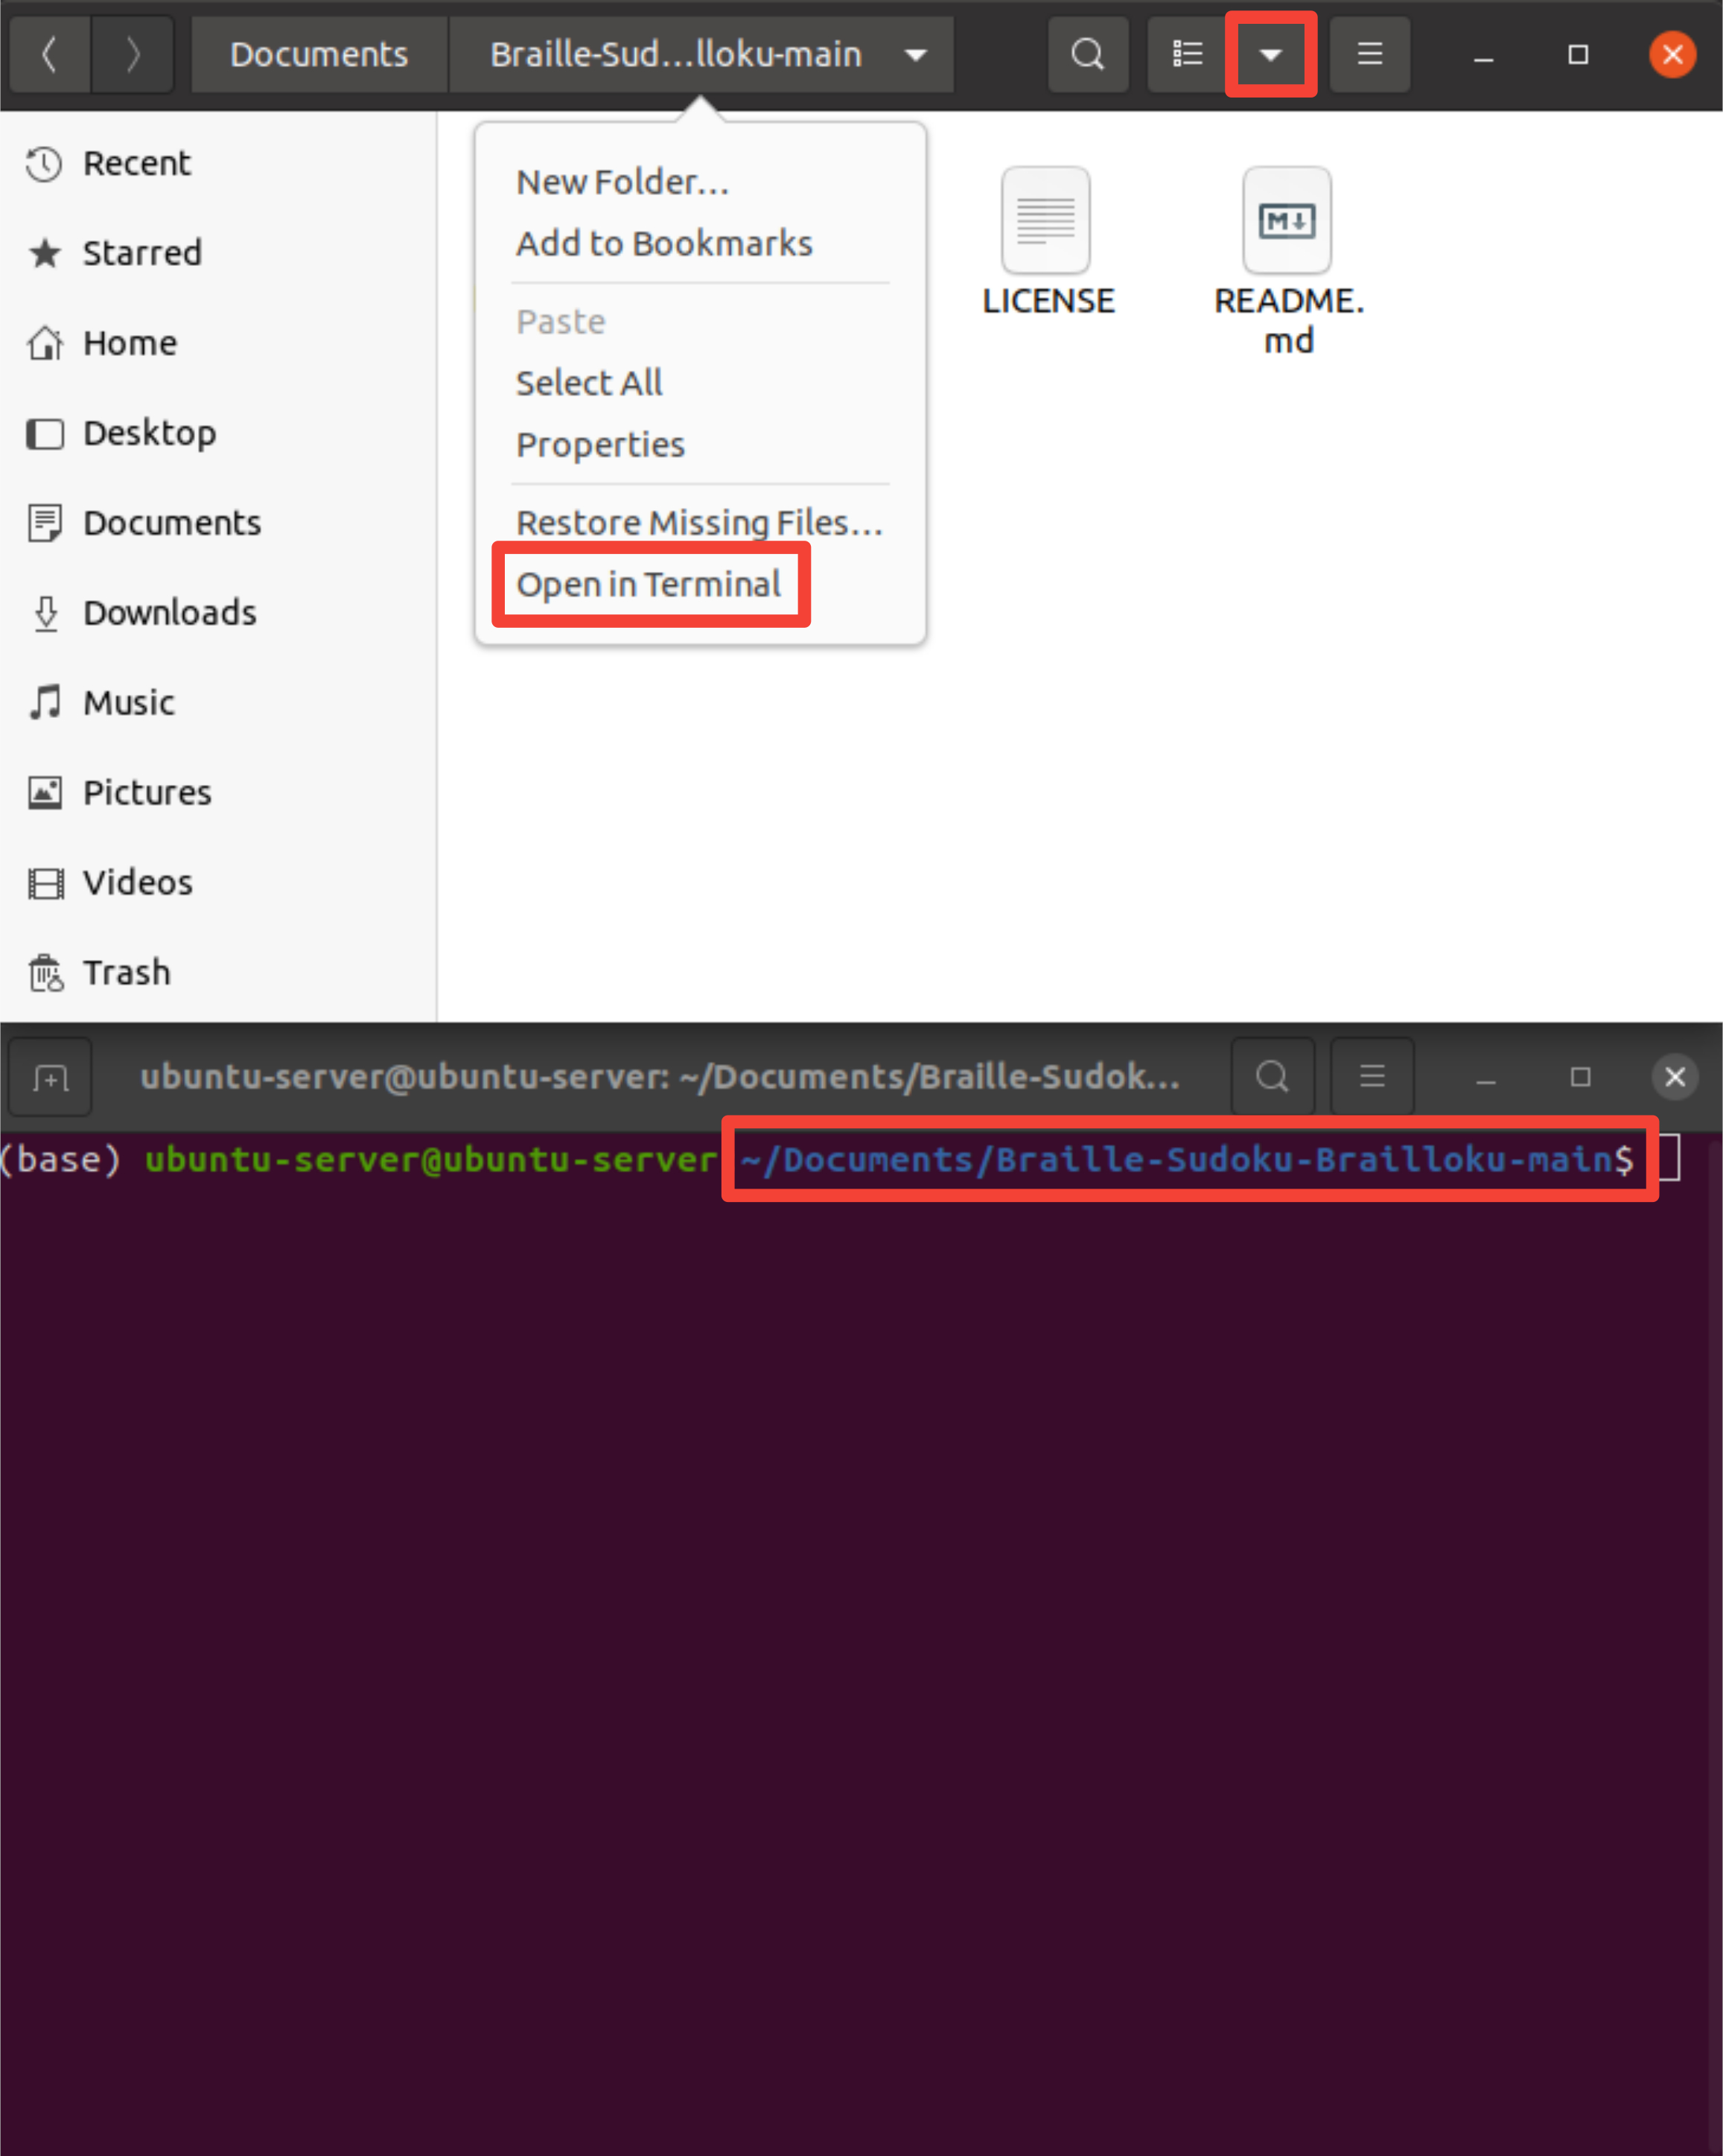 Documents
Braille-Sud...lloku-main
Recent
Starred
Home
Desktop
Documents
Downloads
Music
Pictures
Videos
Trash
New Folder...
Add to Bookmarks
Paste
Select All
Properties
Restore Missing Files...
Open in Terminal
LICENSE
M
README.
md
ubuntu-server@ubuntu-server: ~/Documents/Braille-Sudok...
(base) ubuntu-server@ubuntu-server ~/Documents/Braille-Sudoku-Brailloku-main$